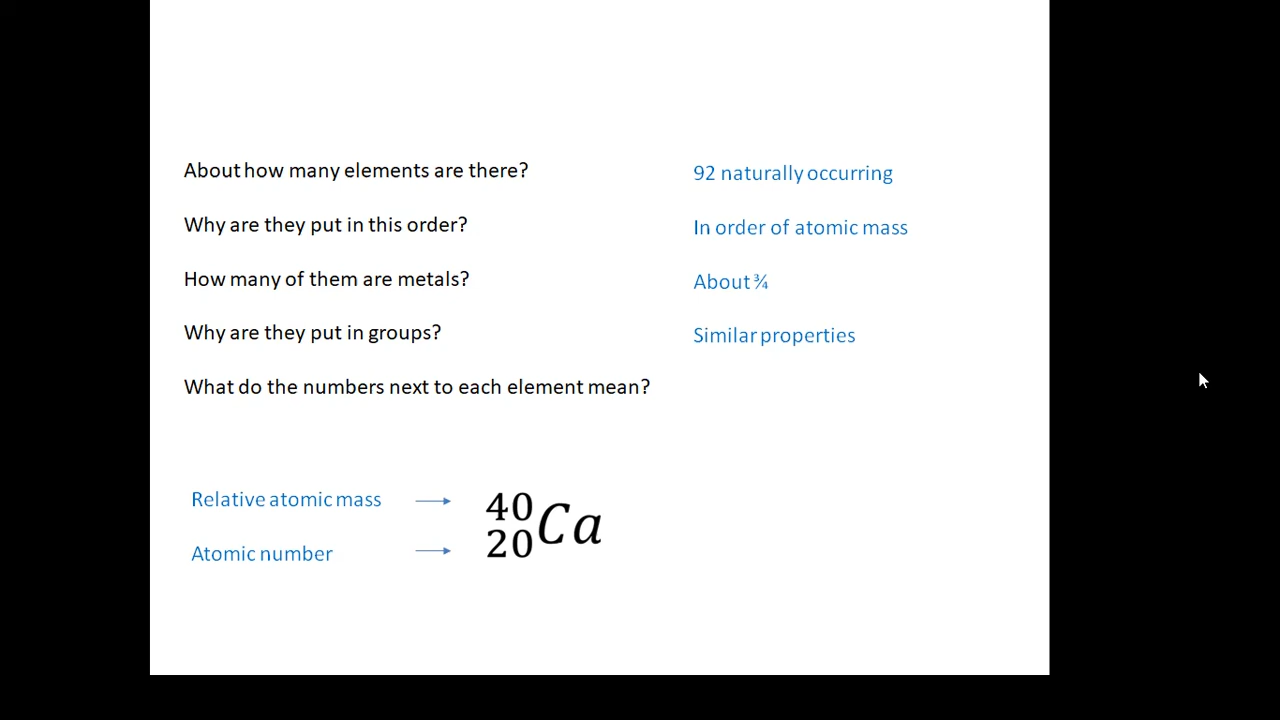 About how many elements are there? 92 naturally occurring
Why are they put in this order? In order of atomic mass
How many of them are metals? About ¾
Why are they put in groups? Similar properties
What do the numbers next to each element mean?
Relative atomic mass 40
Ca
Atomic number 20